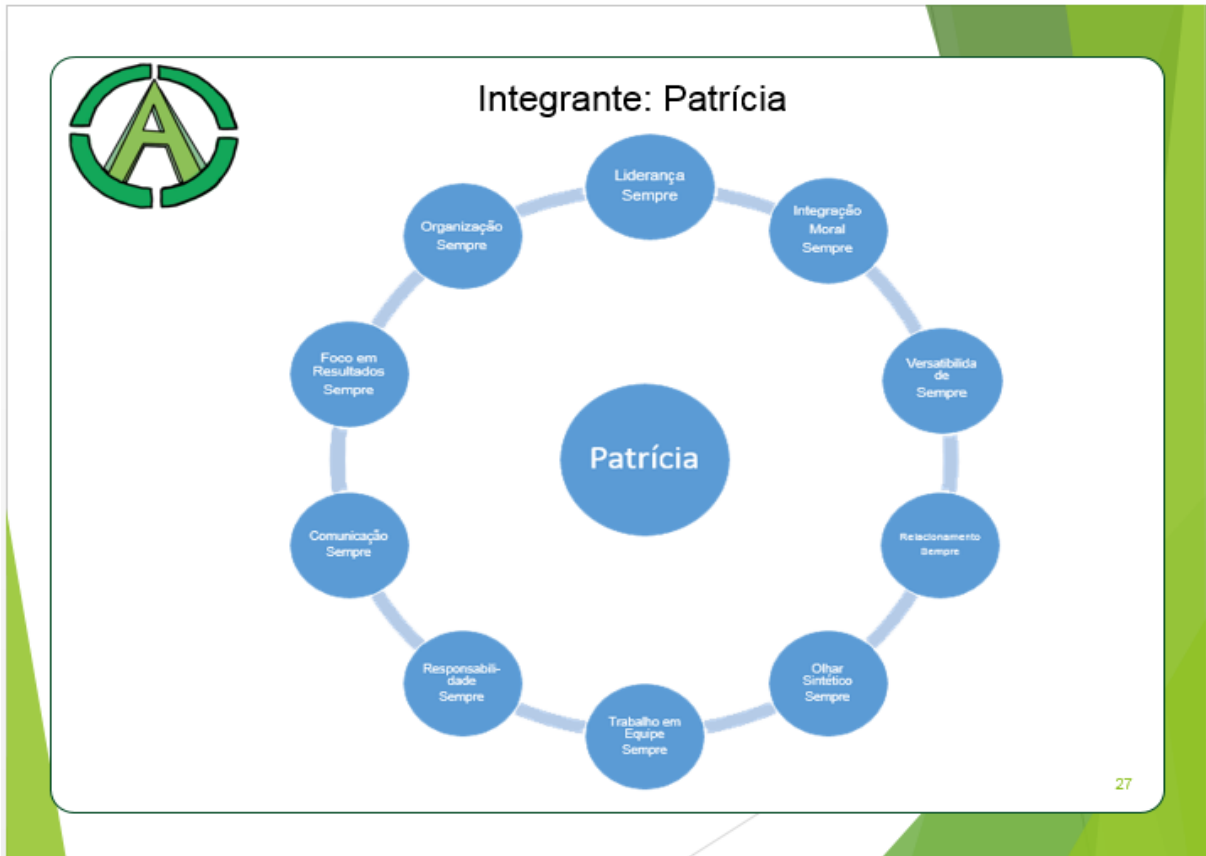 A
Integrante: Patrícia
Liderança
Sempre
Integração
Moral
Sempre
Versatibilida
de
Sempre
Relacionamento
Sempre
Olhar
Sintético
Sempre
Trabalho em
Equipe
Sempre
Responsabili-
dade
Sempre
Comunicação
Sempre
Foco em
Resultados
Sempre
Organização
Sempre
Patrícia
27